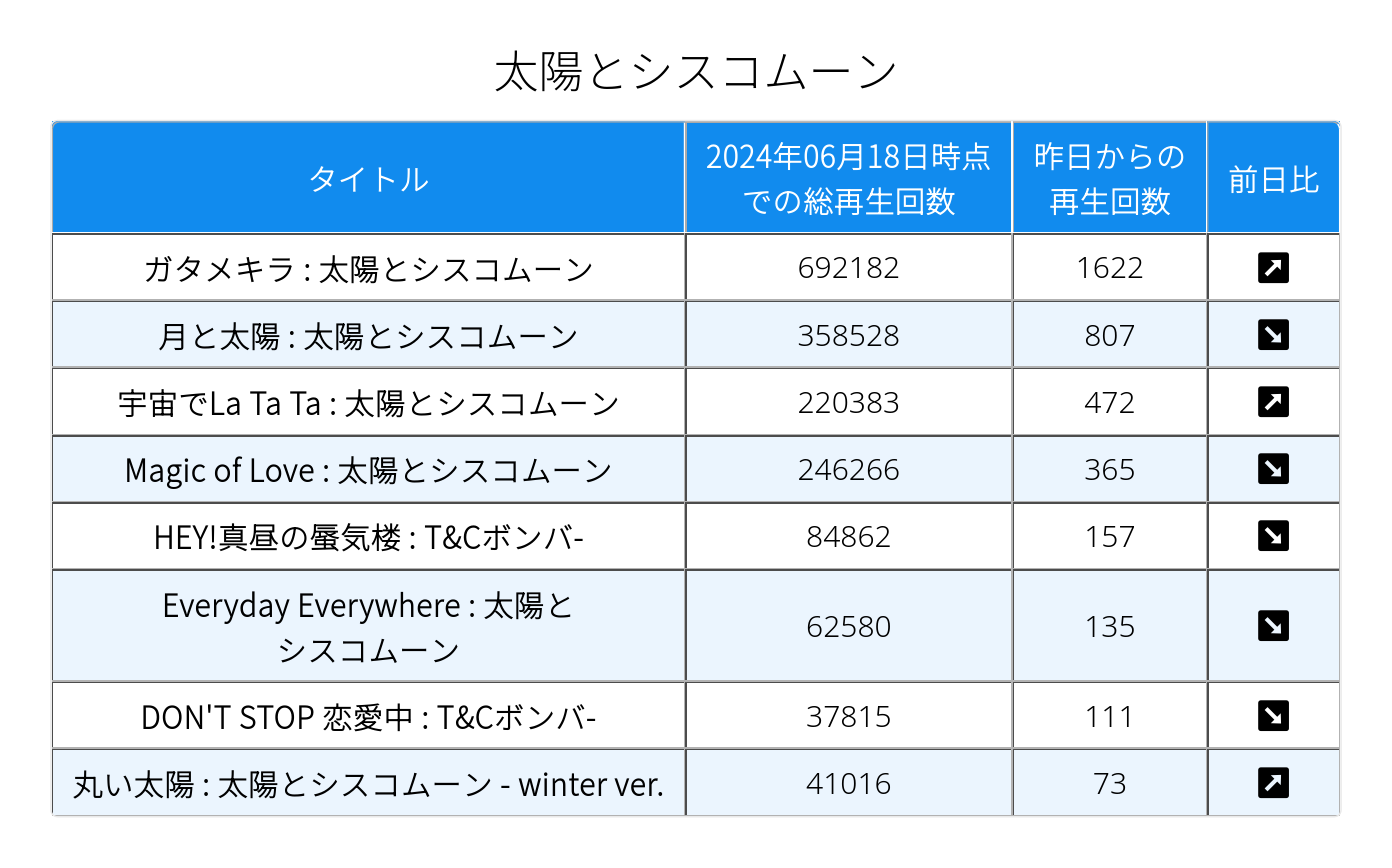 太陽とシスコムーン
タイトル
2024年06月18日時点
での総再生回数
昨日からの
再生回数
前日比
ガタメキラ : 太陽とシスコムーン 692182 1622 ↗
月と太陽 : 太陽とシスコムーン 358528 807 ↘
宇宙でLa Ta Ta : 太陽とシスコムーン 220383 472 ↗
Magic of Love : 太陽とシスコムーン 246266 365 ↘
HEY!真昼の蜃気楼 : T&Cボンバ- 84862 157 ↘
Everyday Everywhere : 太陽と
シスコムーン 62580 135 ↘
DON'T STOP 恋愛中 : T&Cボンバ- 37815 111 ↘
丸い太陽 : 太陽とシスコムーン - winter ver. 41016 73 ↗